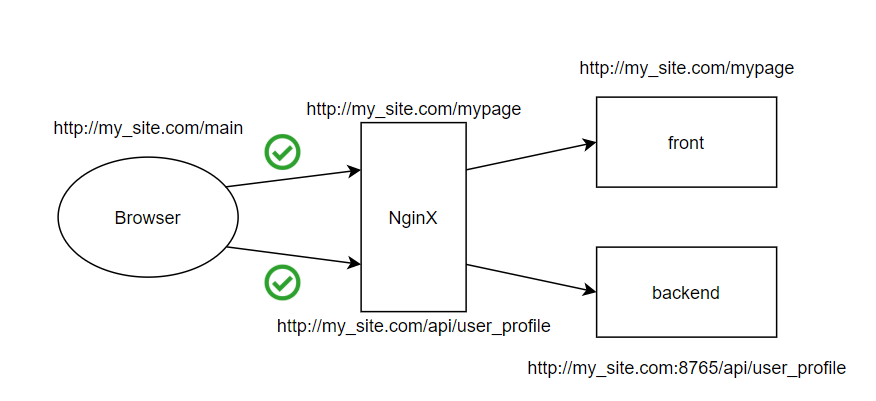 http://my_site.com/mypage
http://my_site.com/mypage
http://my_site.com/main
front
Browser
NginX
backend
http://my_site.com/api/user_profile
http://my_site.com:8765/api/user_profile